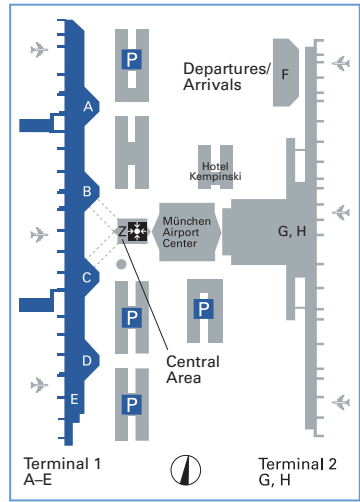 P
Departures/
Arrivals
F
A
Hotel
Kempinski
B
München
Airport
Center
Z
G, H
C
P
P
Central
Area
D
P
E
Terminal 1
A–E
Terminal 2
G, H